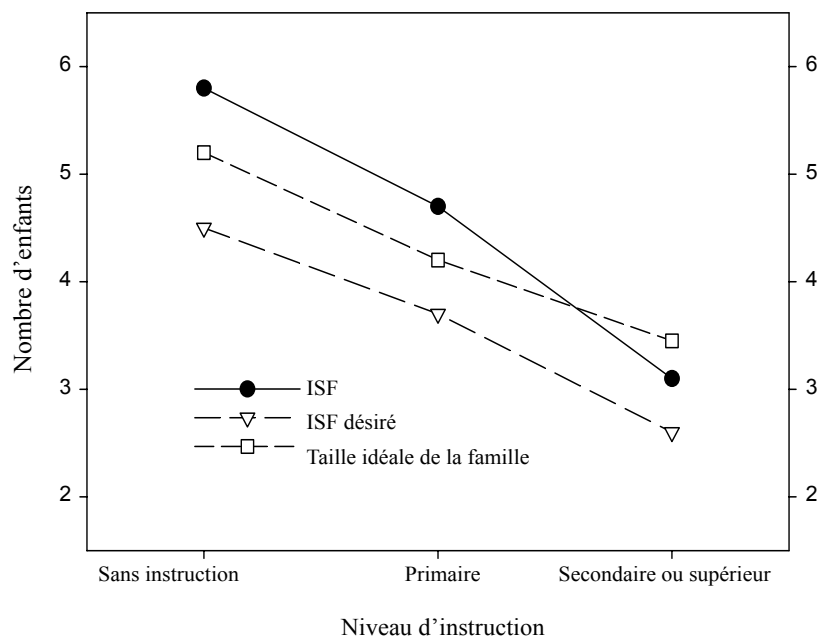 Nombre d’enfants
6
5
4
3
2
6
5
4
3
2
ISF
ISF désiré
Taille idéale de la famille
Sans instruction
Primaire
Secondaire ou supérieur
Niveau d’instruction